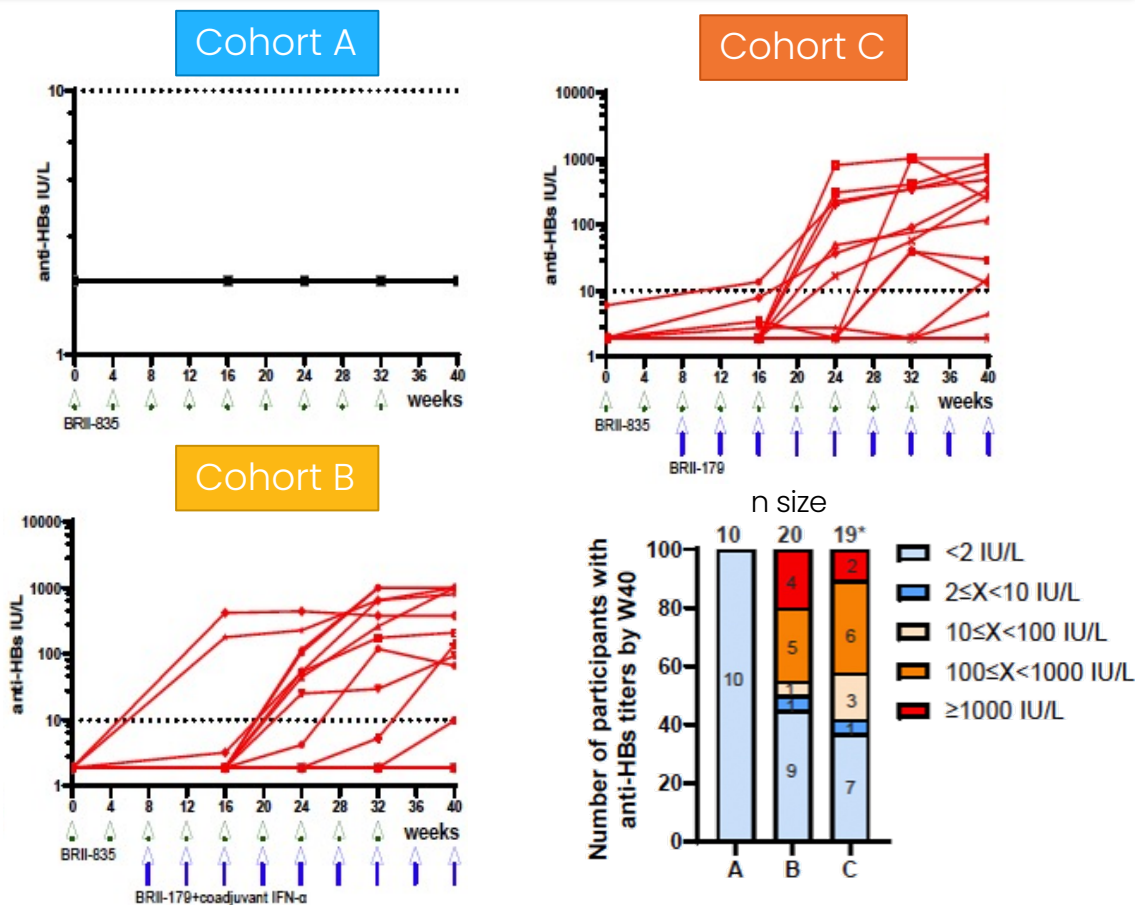 Cohort A
10
1
anti-HBs IU/L
0 4 8 12 16 20 24 28 32 36 40
weeks
BRII-835
Cohort C
10000
1000
100
10
1
anti-HBs IU/L
0 4 8 12 16 20 24 28 32 36 40
weeks
BRII-835
BRII-179
Cohort B
10000
1000
100
10
1
anti-HBs IU/L
0 4 8 12 16 20 24 28 32 36 40
weeks
BRII-835
BRII-179+coadjuvant IFN-α
n size
10 20 19*
100
80
60
40
20
0
Number of participants with
anti-HBs titers by W40
10
4
5
1
1
9
2
6
3
1
7
A B C
<2 IU/L
2≤X<10 IU/L
10≤X<100 IU/L
100≤X<1000 IU/L
≥1000 IU/L